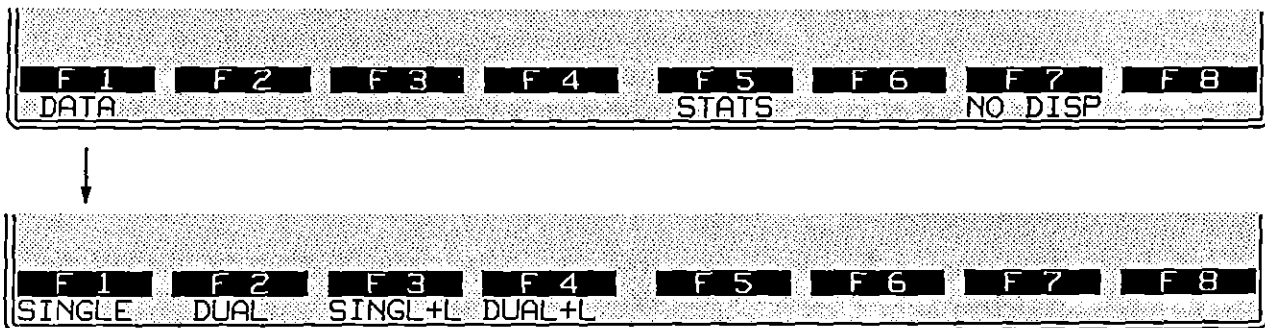 F 1 F 2 F 3 F 4 F 5 F 6 F 7 F 8
DATA STATS NO DISP
F 1 F 2 F 3 F 4 F 5 F 6 F 7 F 8
SINGLE DUAL SINGL+L DUAL+L